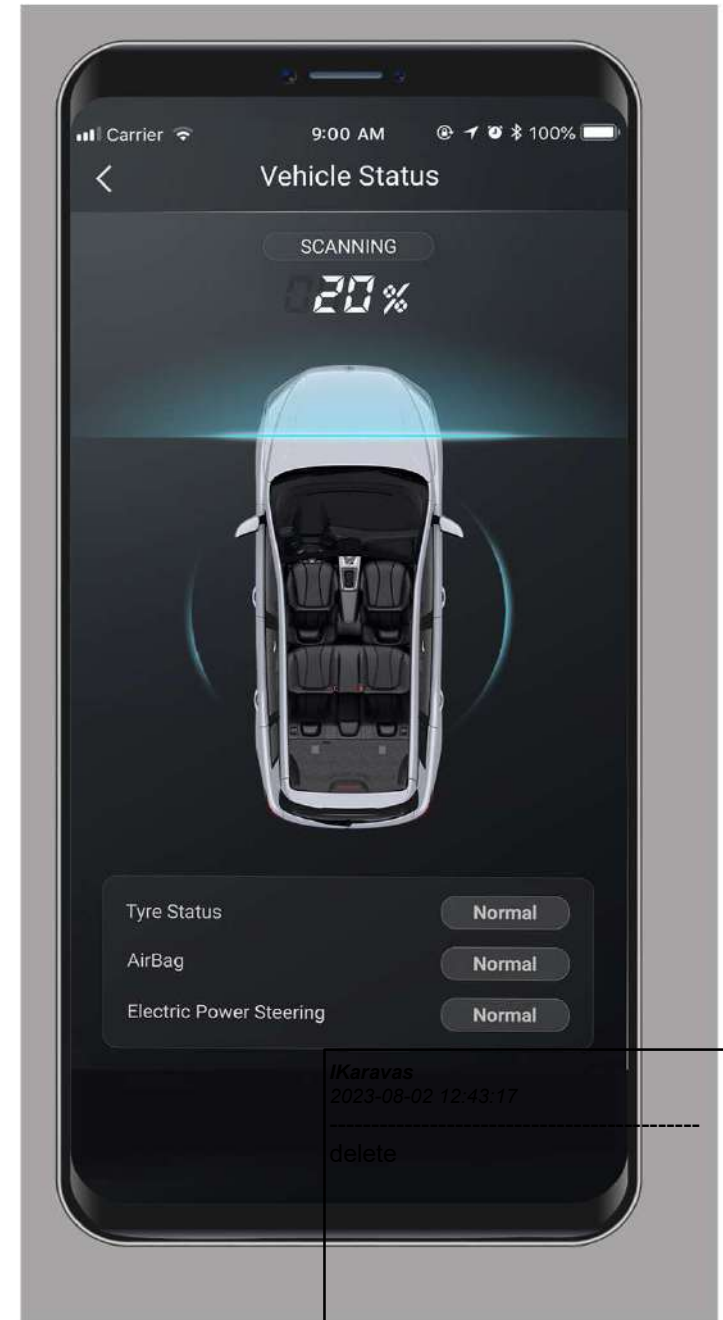 Carrier 9:00 AM 100%
Vehicle Status
SCANNING
20%
Tyre Status Normal
AirBag Normal
Electric Power Steering Normal
IKaravas
2023-08-02 12:43:17
--------------------------------------------
delete